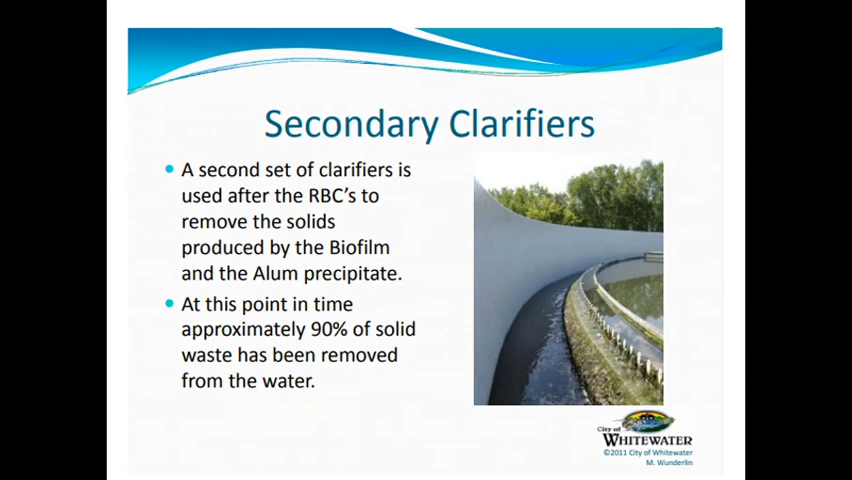 Secondary Clarifiers
A second set of clarifiers is
used after the RBC's to
remove the solids
produced by the Biofilm
and the Alum precipitate.
At this point in time
approximately 90% of solid
waste has been removed
from the water.
City of
WHITEWATER
©2011 City of Whitewater
M. Wunderlin